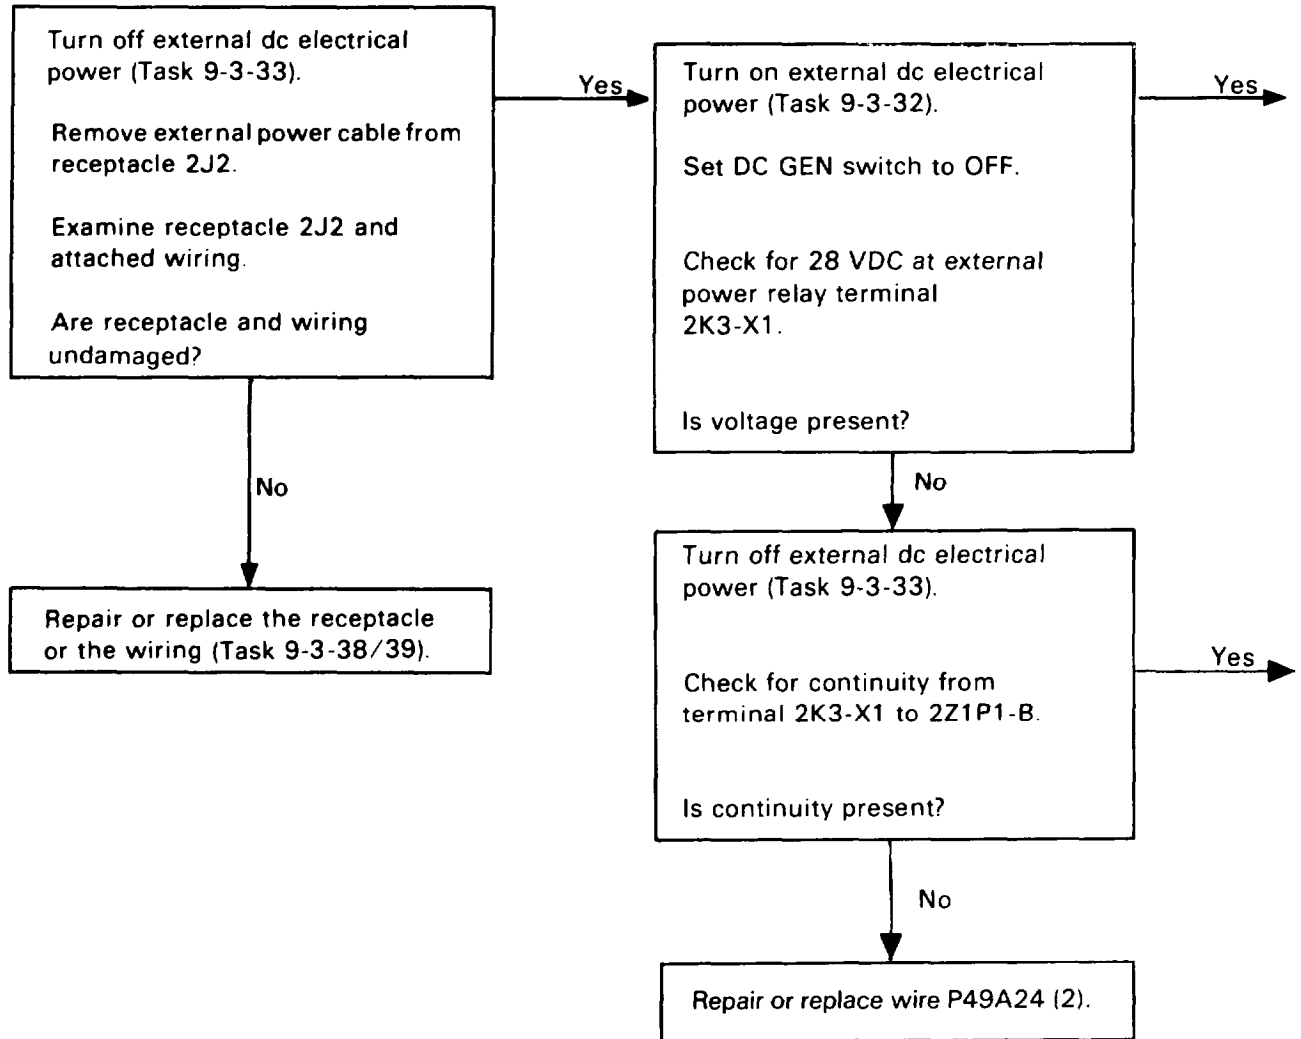 Turn off external dc electrical
power (Task 9-3-33).
Remove external power cable from
receptacle 2J2.
Examine receptacle 2J2 and
attached wiring.
Are receptacle and wiring
undamaged?
Yes
No
Repair or replace the receptacle
or the wiring (Task 9-3-38/39).
Turn on external dc electrical
power (Task 9-3-32).
Set DC GEN switch to OFF.
Check for 28 VDC at external
power relay terminal
2K3-X1.
Is voltage present?
Yes
No
Turn off external dc electrical
power (Task 9-3-33).
Check for continuity from
terminal 2K3-X1 to 2Z1P1-B.
Is continuity present?
Yes
No
Repair or replace wire P49A24 (2).